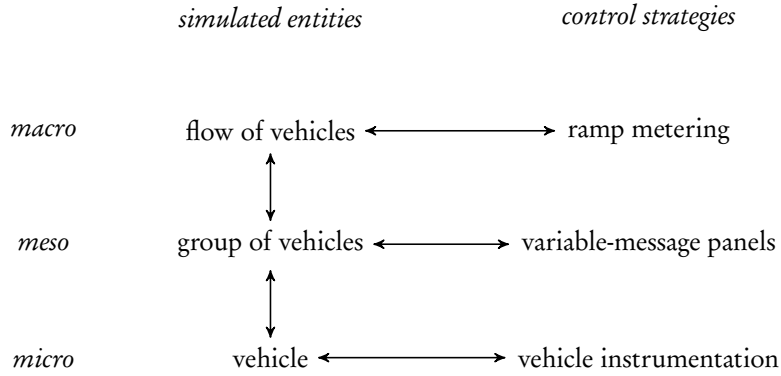 simulated entities control strategies
macro flow of vehicles ramp metering
meso group of vehicles variable-message panels
micro vehicle vehicle instrumentation